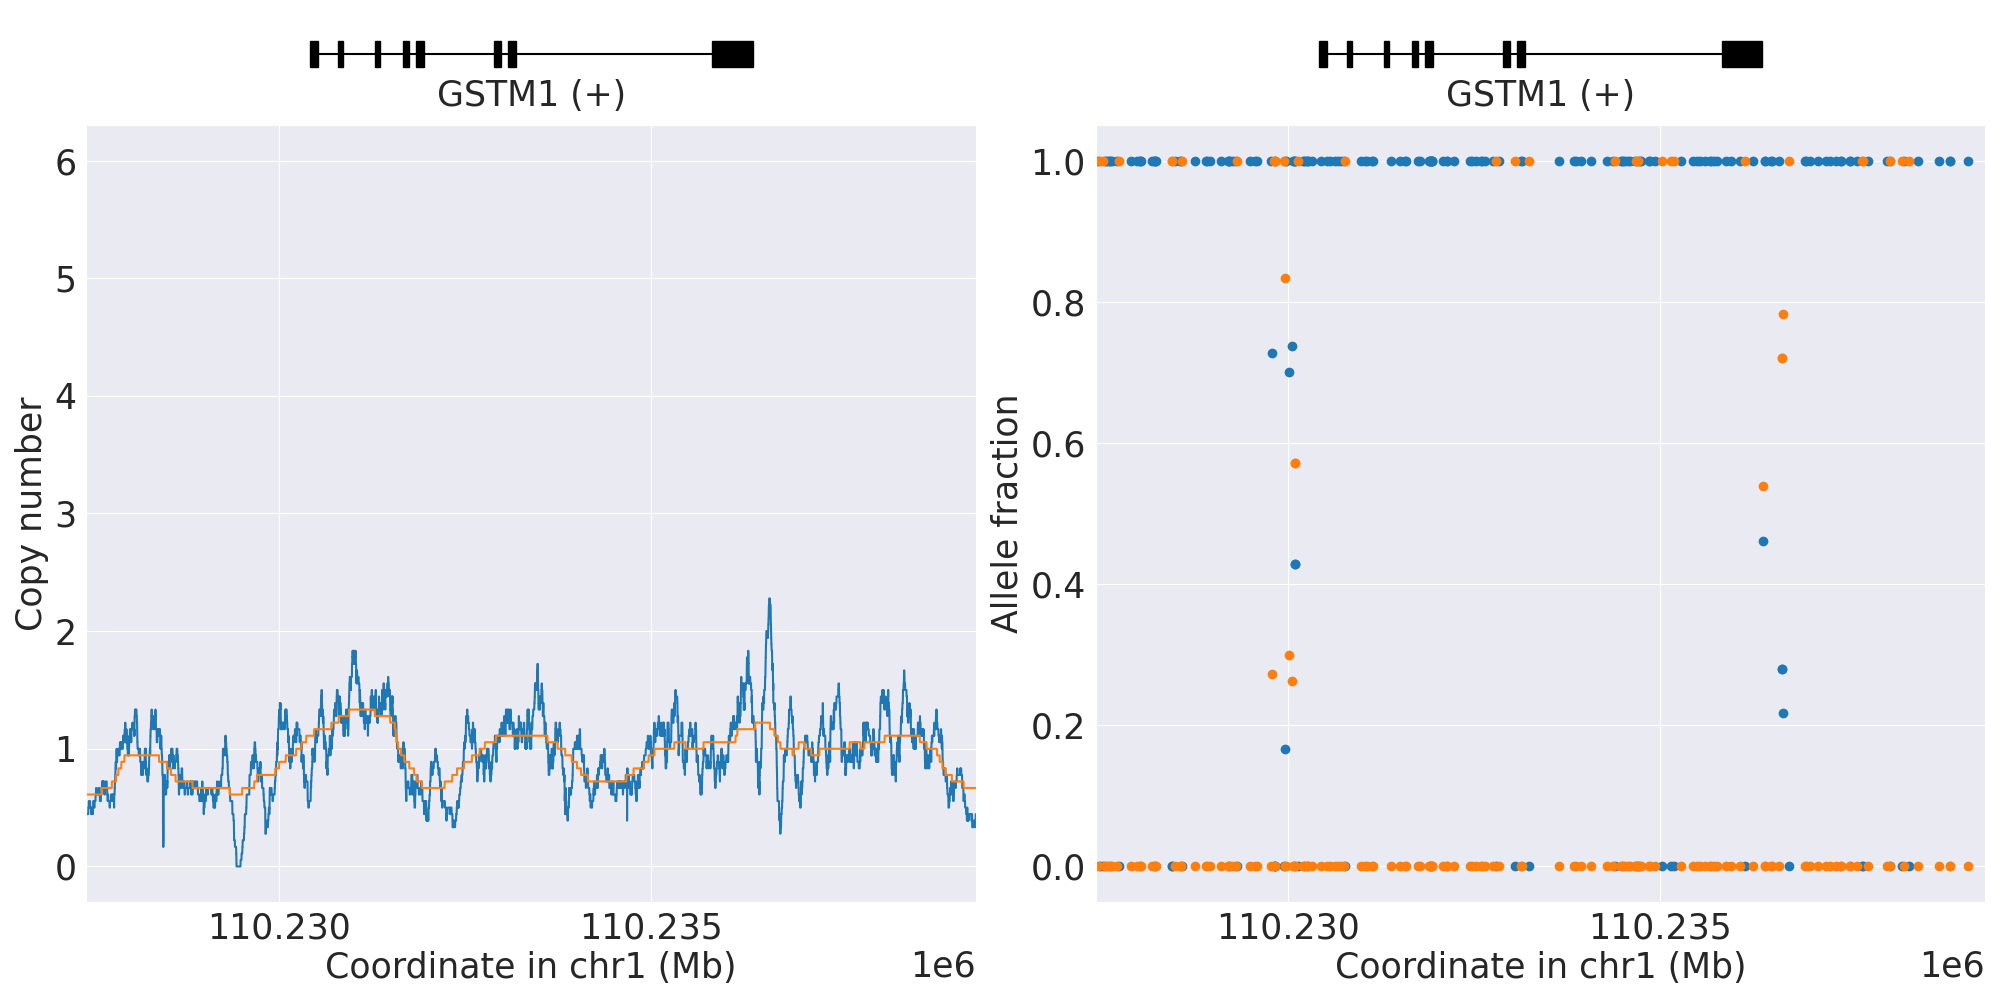 GSTM1 (+)
6
5
4
3
2
1
0
Copy number
110.230
110.235
Coordinate in chr1 (Mb)
1e6
GSTM1 (+)
1.0
0.8
0.6
0.4
0.2
0.0
Allele fraction
110.230
110.235
Coordinate in chr1 (Mb)
1e6